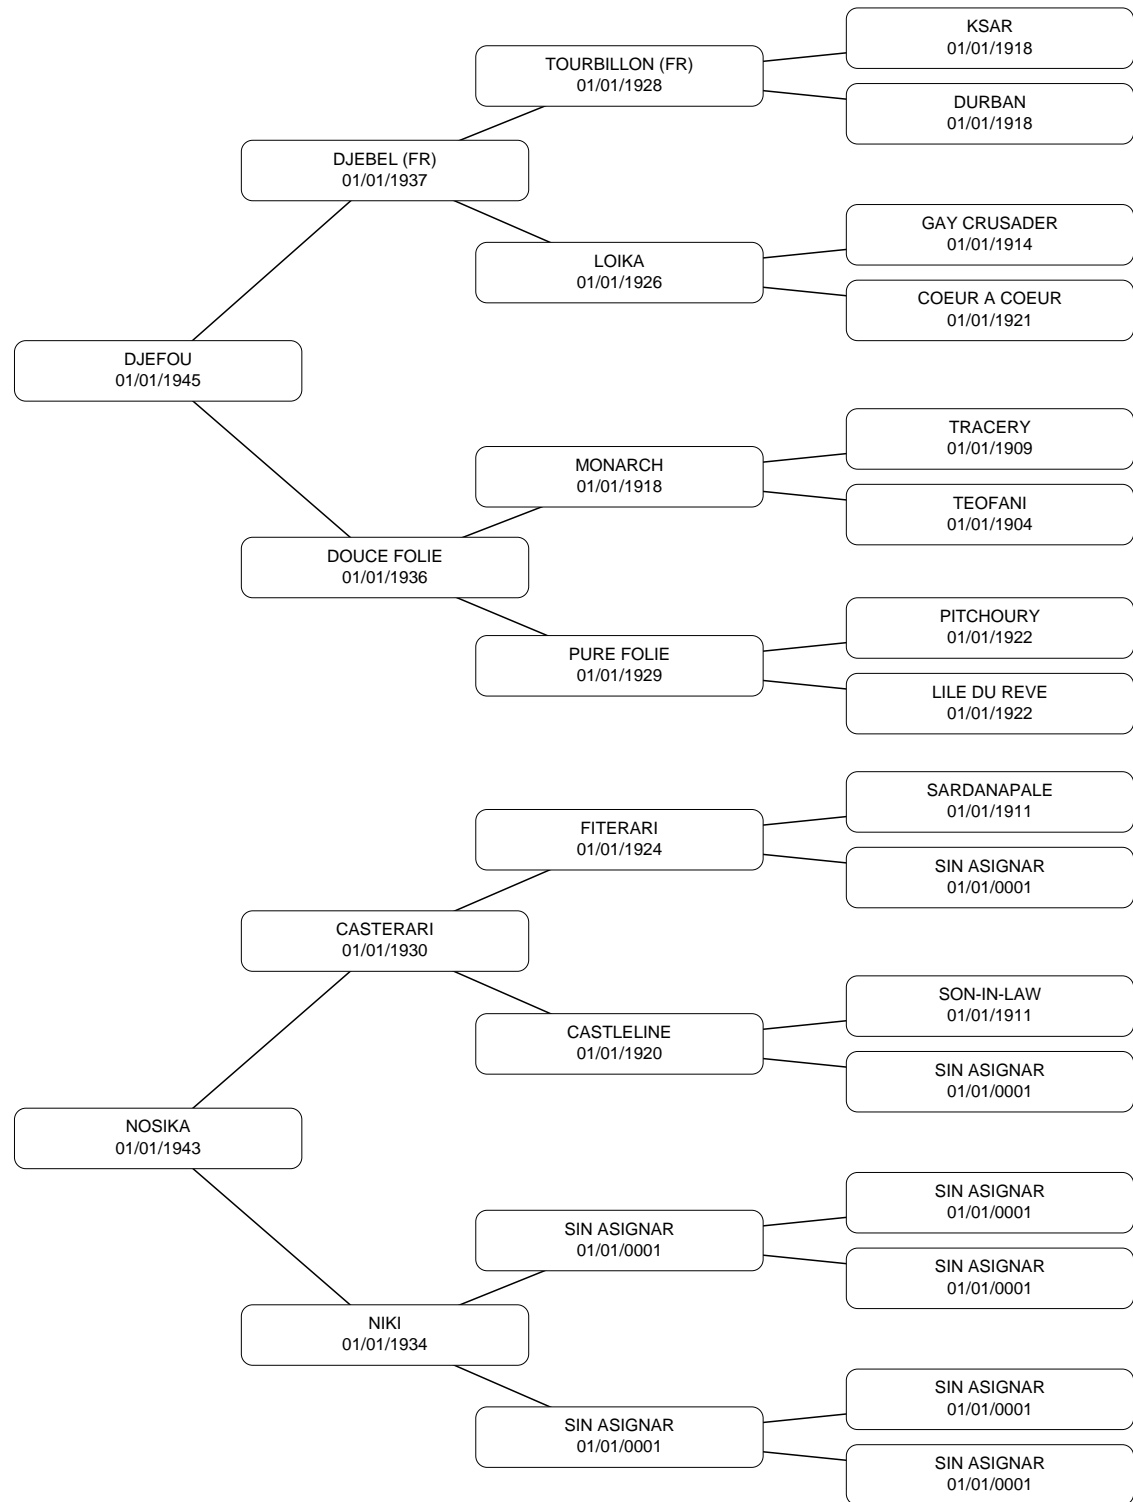 KSAR
01/01/1918
TOURBILLON (FR)
01/01/1928
DURBAN
01/01/1918
DJEBEL (FR)
01/01/1937
GAY CRUSADER
01/01/1914
LOIKA
01/01/1926
COEUR A COEUR
01/01/1921
DJEFOU
01/01/1945
TRACERY
01/01/1909
MONARCH
01/01/1918
TEOFANI
01/01/1904
DOUCE FOLIE
01/01/1936
PITCHOURY
01/01/1922
PURE FOLIE
01/01/1929
LILE DU REVE
01/01/1922
SARDANAPALE
01/01/1911
FITERARI
01/01/1924
SIN ASIGNAR
01/01/0001
CASTERARI
01/01/1930
SON-IN-LAW
01/01/1911
CASTLELINE
01/01/1920
SIN ASIGNAR
01/01/0001
NOSIKA
01/01/1943
SIN ASIGNAR
01/01/0001
SIN ASIGNAR
01/01/0001
SIN ASIGNAR
01/01/0001
NIKI
01/01/1934
SIN ASIGNAR
01/01/0001
SIN ASIGNAR
01/01/0001
SIN ASIGNAR
01/01/0001